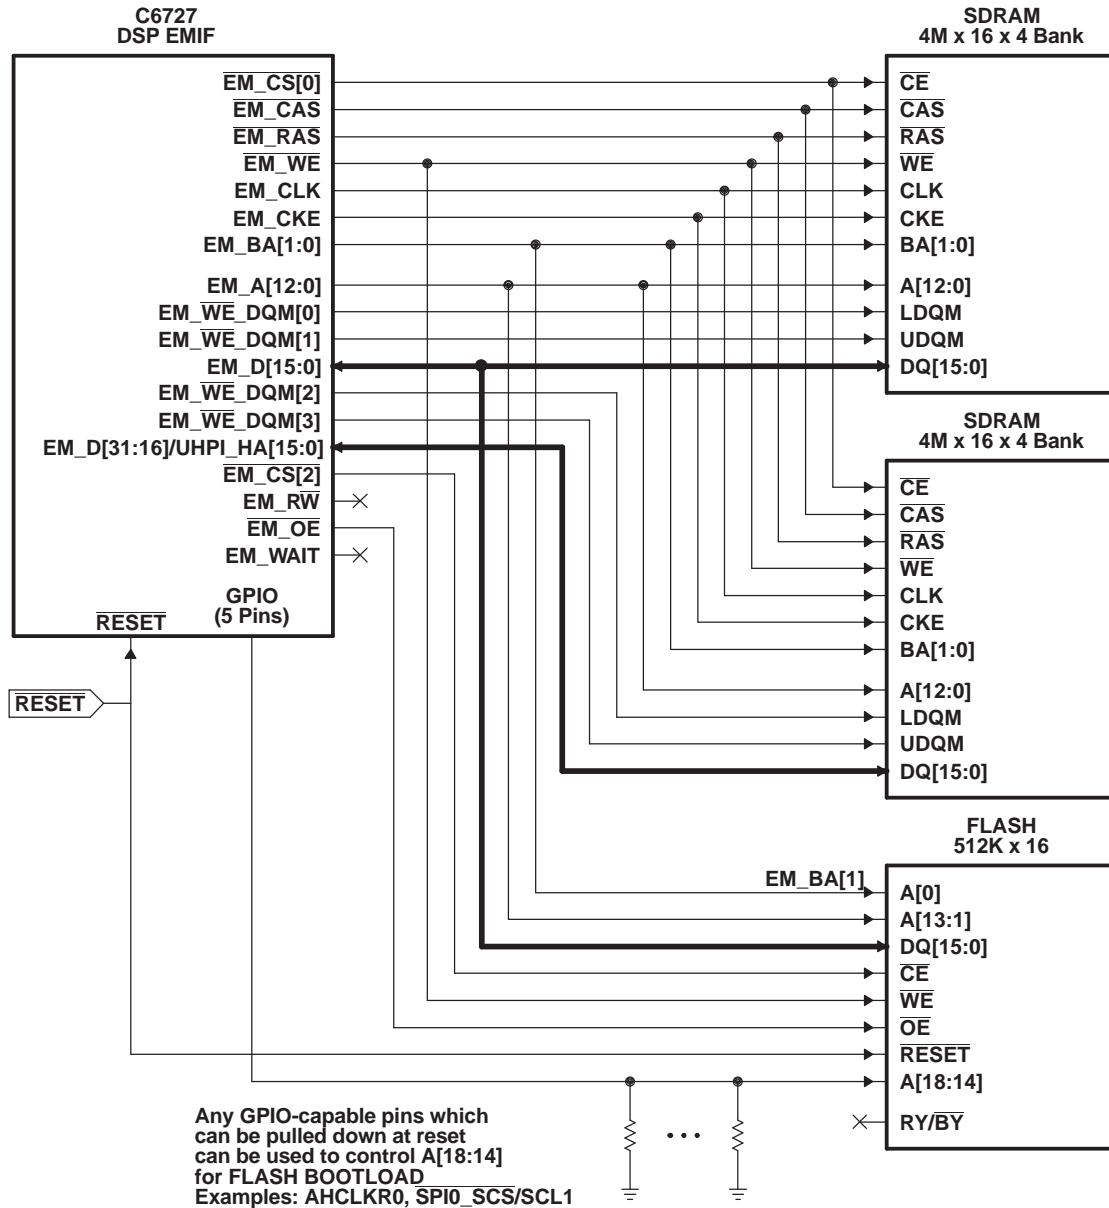 C6727
DSP EMIF
EM_CS[0]
EM_CAS
EM_RAS
EM_WE
EM_CLK
EM_CKE
EM_BA[1:0]
EM_A[12:0]
EM_WE_DQM[0]
EM_WE_DQM[1]
EM_D[15:0]
EM_WE_DQM[2]
EM_WE_DQM[3]
EM_D[31:16]/UHPI_HA[15:0]
EM_CS[2]
EM_RW
EM_OE
EM_WAIT
GPIO
(5 Pins)
RESET
RESET
SDRAM
4M x 16 x 4 Bank
CE
CAS
RAS
WE
CLK
CKE
BA[1:0]
A[12:0]
LDQM
UDQM
DQ[15:0]
SDRAM
4M x 16 x 4 Bank
CE
CAS
RAS
WE
CLK
CKE
BA[1:0]
A[12:0]
LDQM
UDQM
DQ[15:0]
FLASH
512K x 16
EM_BA[1]
A[0]
A[13:1]
DQ[15:0]
CE
WE
OE
RESET
A[18:14]
RY/BY
Any GPIO-capable pins which
can be pulled down at reset
can be used to control A[18:14]
for FLASH BOOTLOAD
Examples: AHCLKR0, SPI0_SCS/SCL1